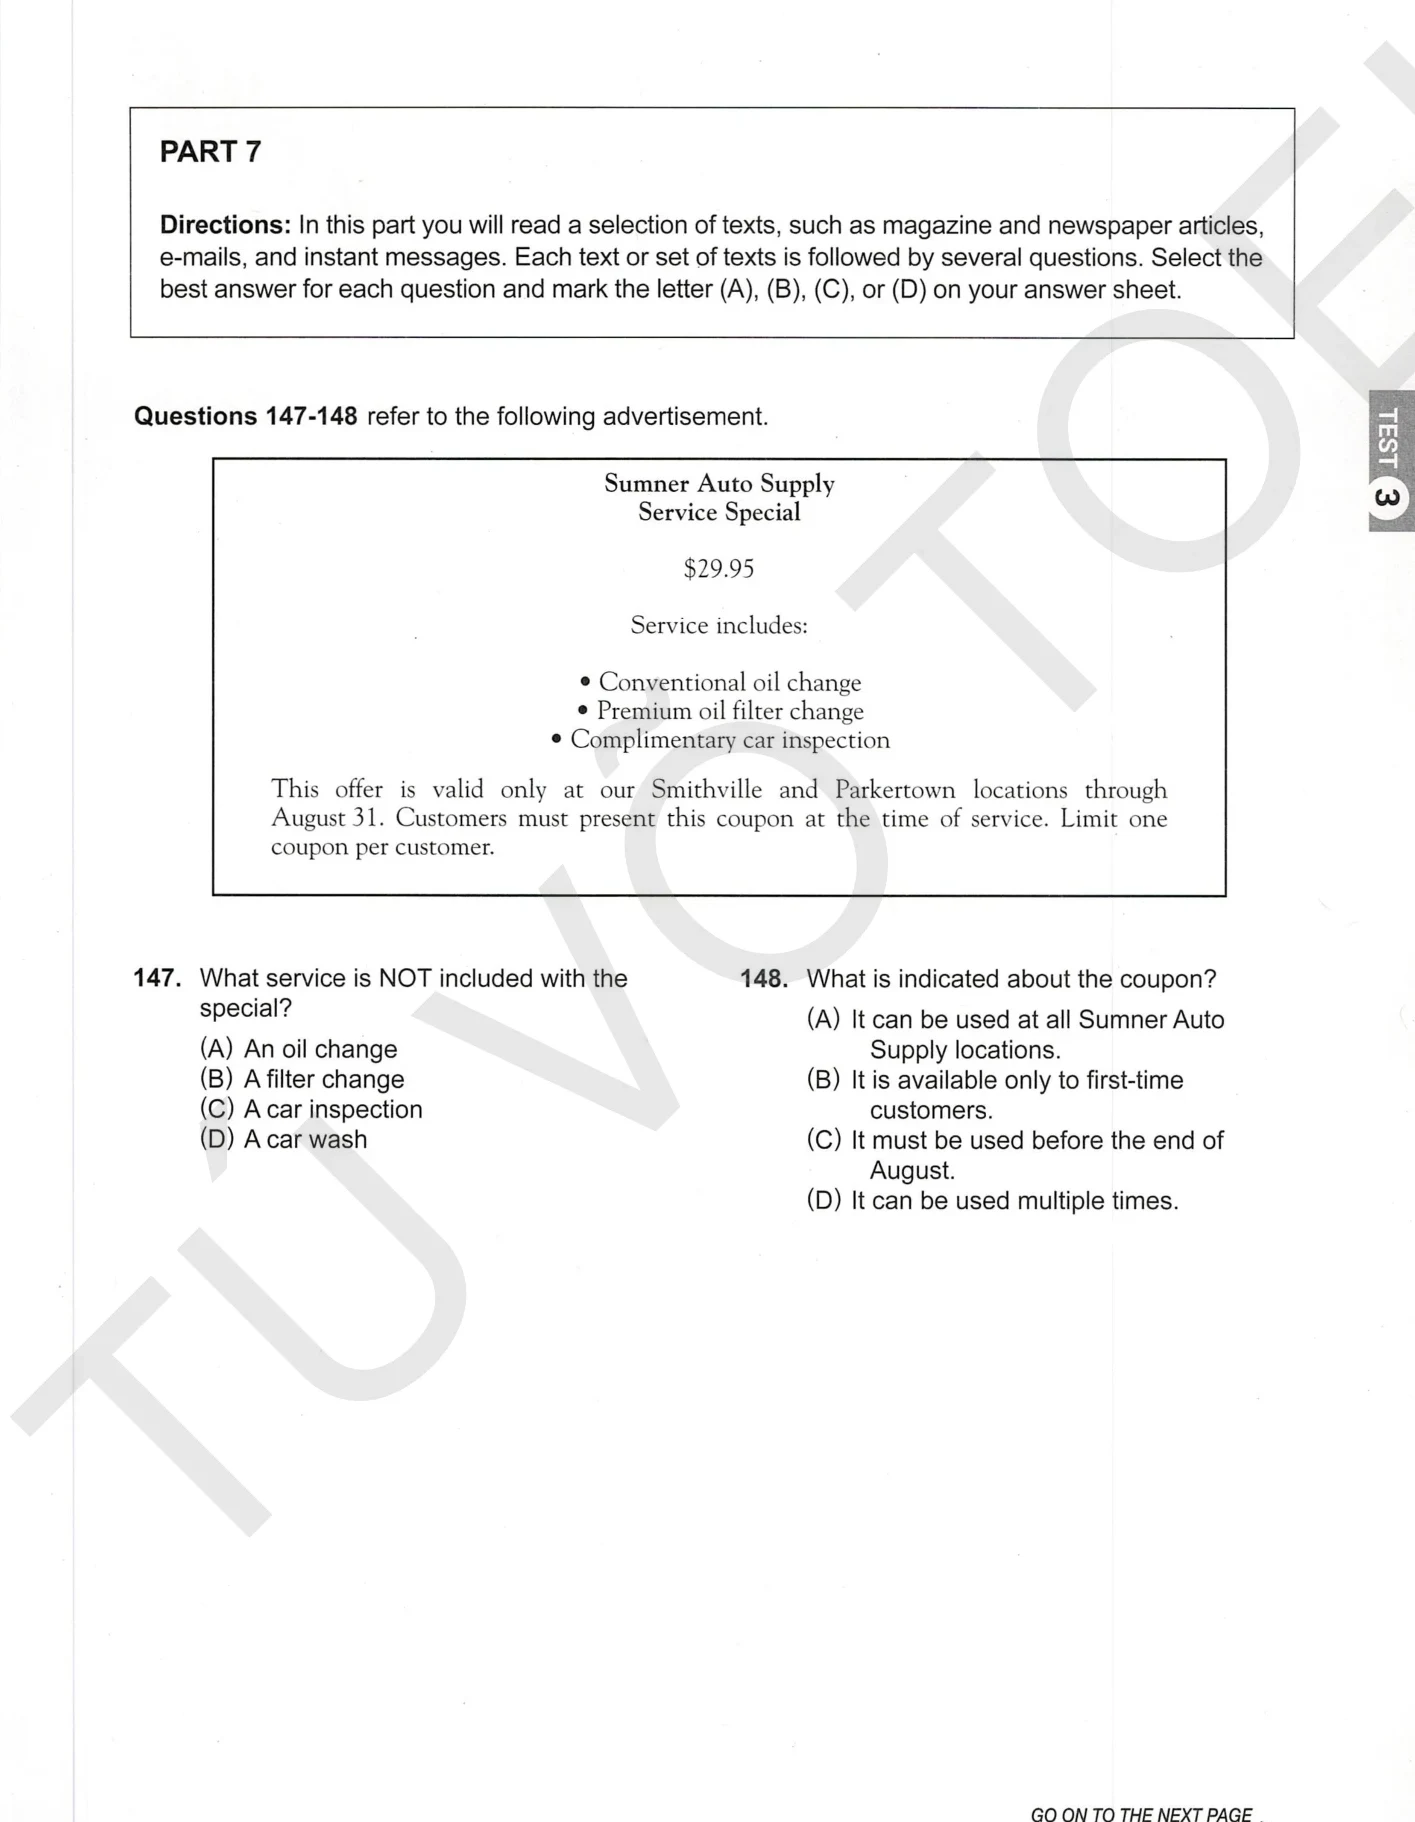 PART 7
Directions: In this part you will read a selection of texts, such as magazine and newspaper articles,
e-mails, and instant messages. Each text or set of texts is followed by several questions. Select the
best answer for each question and mark the letter (A), (B), (C), or (D) on your answer sheet.
Questions 147-148 refer to the following advertisement.
TEST 3
Sumner Auto Supply
Service Special
$29.95
Service includes:
• Conventional oil change
• Premium oil filter change
• Complimentary car inspection
This offer is valid only at our Smithville and Parkertown locations through
August 31. Customers must present this coupon at the time of service. Limit one
coupon per customer.
147. What service is NOT included with the
special?
(A) An oil change
(B) A filter change
(C) A car inspection
(D) A car wash
148. What is indicated about the coupon?
(A) It can be used at all Sumner Auto
Supply locations.
(B) It is available only to first-time
customers.
(C) It must be used before the end of
August.
(D) It can be used multiple times.
GO ON TO THE NEXT PAGE